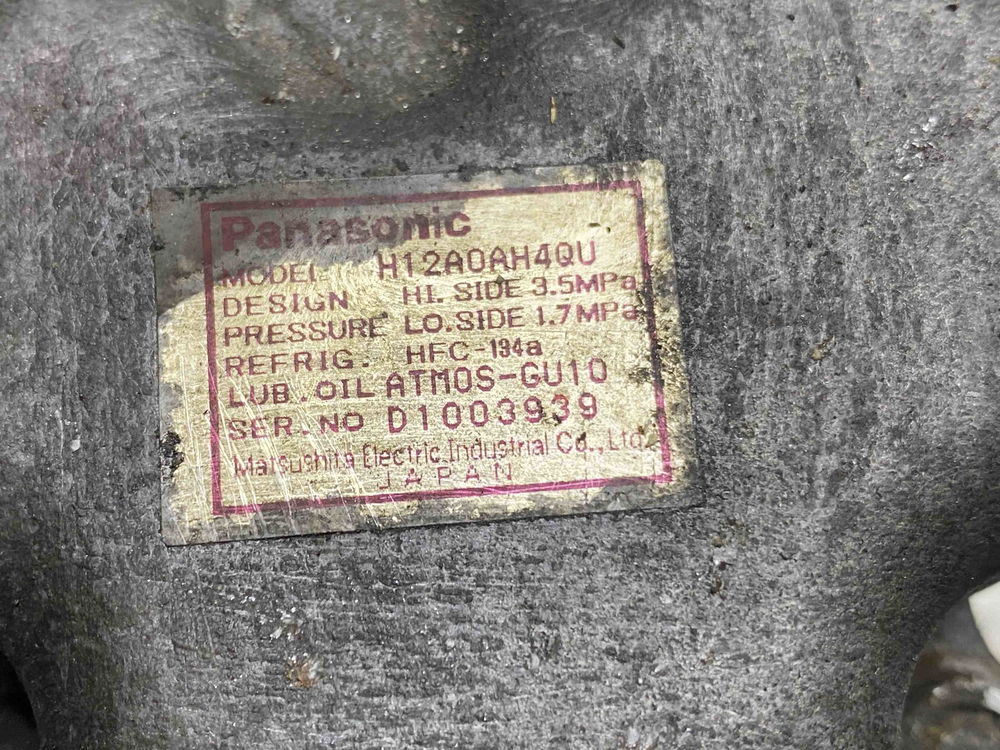 Panasonic
MODEL H12A0AH4QU
DESIGN HI. SIDE 3.5MPa
PRESSURE LO.SIDE 1.7MPa
REFRIG. HFC-134a
LUB.OIL ATMOS-GU10
SER.NO D1003939
Matsushita Electric Industrial Co.,Ltd.
JAPAN